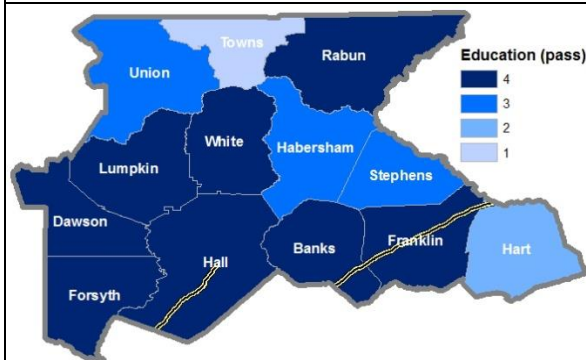 Towns
Rabun
Union
Education (pass)
4
3
2
1
White
Habersham
Lumpkin
Stephens
Dawson
Hall
Banks
Franklin
Hart
Forsyth